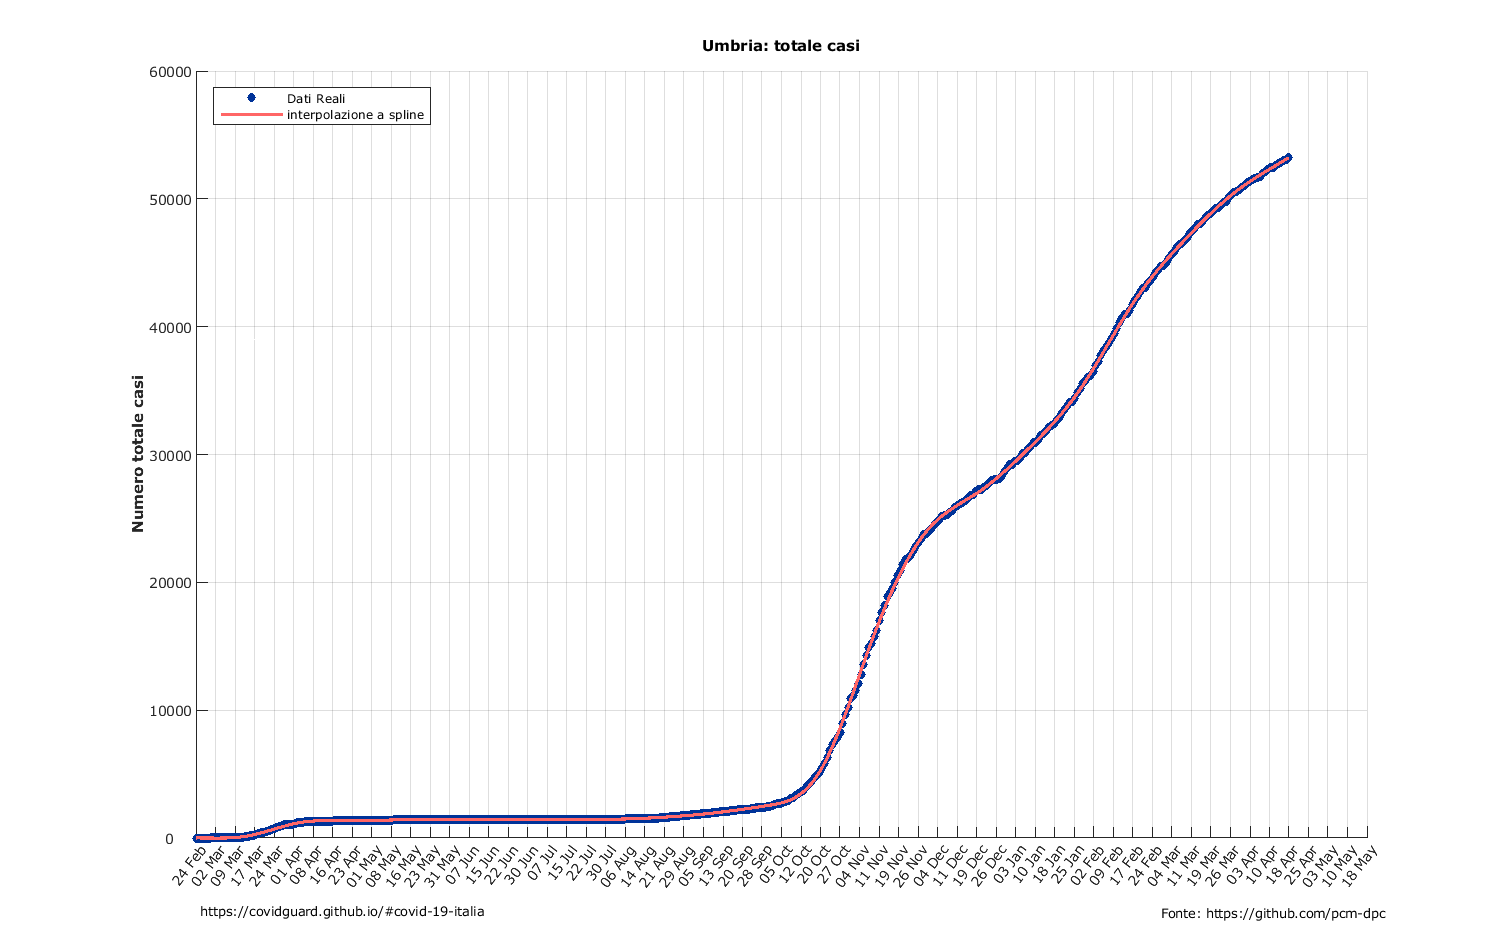 Umbria: totale casi
Dati Reali
interpolazione a spline
Numero totale casi
60000
50000
40000
30000
20000
10000
0
24 Feb
02 Mar
09 Mar
17 Mar
24 Mar
01 Apr
08 Apr
16 Apr
23 Apr
01 May
08 May
16 May
23 May
31 May
07 Jun
15 Jun
22 Jun
30 Jun
07 Jul
15 Jul
22 Jul
30 Jul
06 Aug
14 Aug
21 Aug
29 Aug
05 Sep
13 Sep
20 Sep
28 Sep
05 Oct
12 Oct
20 Oct
27 Oct
04 Nov
11 Nov
19 Nov
26 Nov
04 Dec
11 Dec
19 Dec
26 Dec
03 Jan
10 Jan
18 Jan
25 Jan
02 Feb
09 Feb
17 Feb
24 Feb
04 Mar
11 Mar
19 Mar
26 Mar
03 Apr
10 Apr
18 Apr
25 Apr
03 May
10 May
18 May
https://covidguard.github.io/#covid-19-italia
Fonte: https://github.com/pcm-dpc